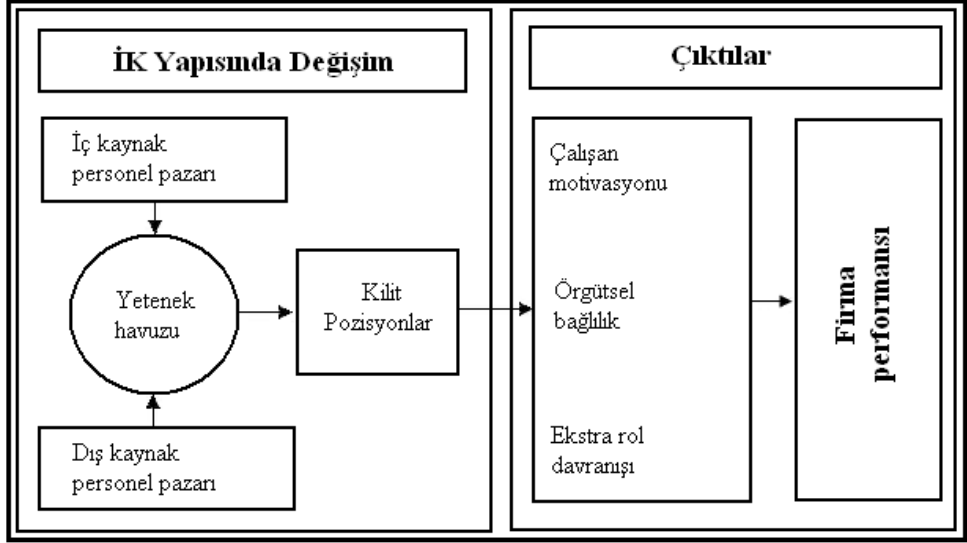 İK Yapısında Değişim
İç kaynak
personel pazarı
Yetenek
havuzu
Dış kaynak
personel pazarı
Kilit
Pozisyonlar
Çıktılar
Çalışan
motivasyonu
Örgütsel
bağlılık
Ekstra rol
davranışı
Firma
performansı